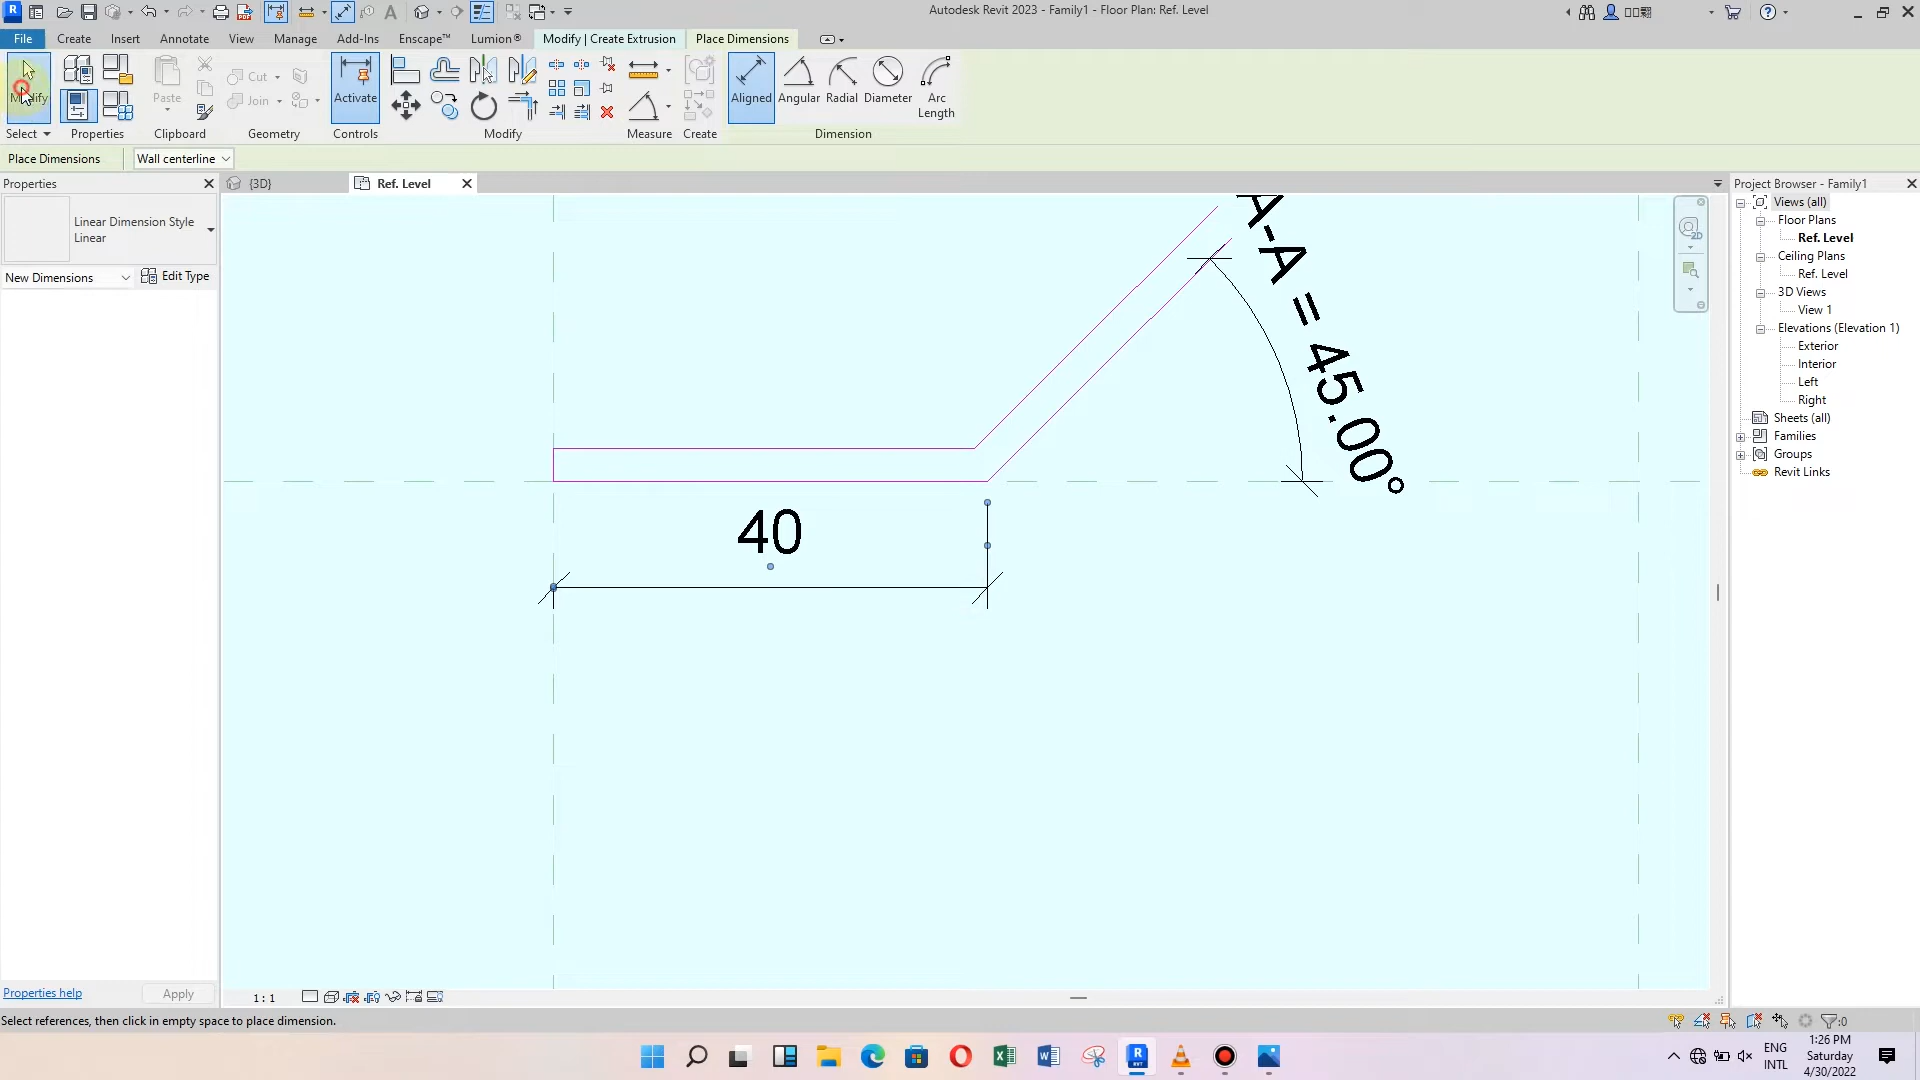 Autodesk Revit 2023 - Family1 - Floor Plan: Ref. Level
File Create Insert Annotate View Manage Add-Ins Enscape™ Lumion® Modify | Create Extrusion Place Dimensions
Modify Paste Cut Join Activate Aligned Angular Radial Diameter Arc Length
Select Properties Clipboard Geometry Controls Modify Measure Create Dimension
Place Dimensions Wall centerline
Properties
{3D} Ref. Level
Project Browser - Family1
Linear Dimension Style
Linear
New Dimensions Edit Type
Views (all)
Floor Plans
Ref. Level
Ceiling Plans
Ref. Level
3D Views
View 1
Elevations (Elevation 1)
Exterior
Interior
Left
Right
Sheets (all)
Families
Groups
Revit Links
2D
A-A = 45.00°
40
Properties help Apply
1 : 1
Select references, then click in empty space to place dimension.
:0
ENG
INTL
1:26 PM
Saturday
4/30/2022